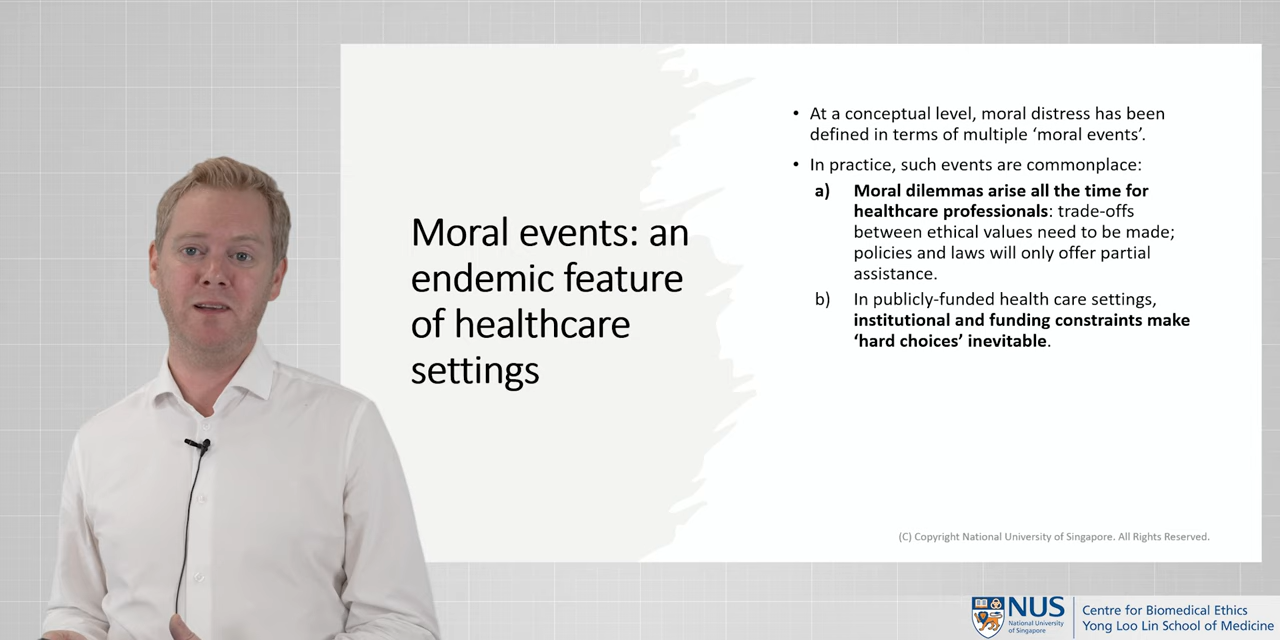 Moral events: an
endemic feature
of healthcare
settings
• At a conceptual level, moral distress has been
defined in terms of multiple ‘moral events’.
• In practice, such events are commonplace:
a) Moral dilemmas arise all the time for
healthcare professionals: trade-offs
between ethical values need to be made;
policies and laws will only offer partial
assistance.
b) In publicly-funded health care settings,
institutional and funding constraints make
‘hard choices’ inevitable.
(C) Copyright National University of Singapore. All Rights Reserved.
NUS
National University
of Singapore
Centre for Biomedical Ethics
Yong Loo Lin School of Medicine